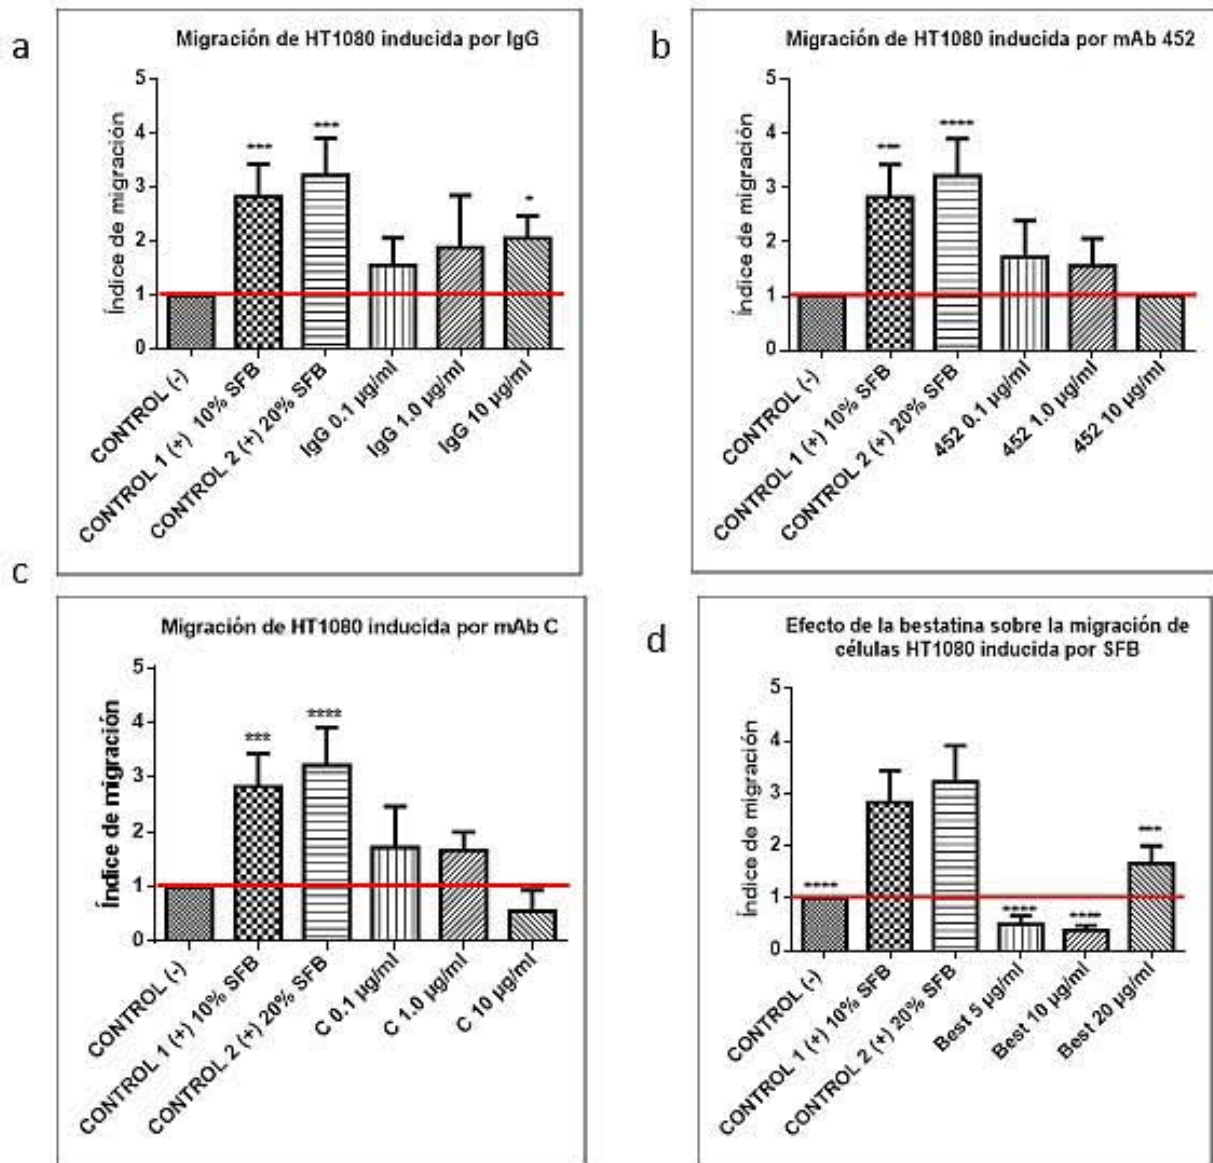 a
Migración de HT1080 inducida por IgG
Índice de migración
5
4
3
2
1
0
***
***
*
CONTROL (-)
CONTROL 1 (+) 10% SFB
CONTROL 2 (+) 20% SFB
IgG 0.1 µg/ml
IgG 1.0 µg/ml
IgG 10 µg/ml
b
Migración de HT1080 inducida por mAb 452
Índice de migración
5
4
3
2
1
0
***
****
CONTROL (-)
CONTROL 1 (+) 10% SFB
CONTROL 2 (+) 20% SFB
452 0.1 µg/ml
452 1.0 µg/ml
452 10 µg/ml
c
Migración de HT1080 inducida por mAb C
Índice de migración
5
4
3
2
1
0
***
****
CONTROL (-)
CONTROL 1 (+) 10% SFB
CONTROL 2 (+) 20% SFB
C 0.1 µg/ml
C 1.0 µg/ml
C 10 µg/ml
d
Efecto de la bestatina sobre la migración de
células HT1080 inducida por SFB
Índice de migración
5
4
3
2
1
0
****
****
****
***
CONTROL (-)
CONTROL 1 (+) 10% SFB
CONTROL 2 (+) 20% SFB
Best 5 µg/ml
Best 10 µg/ml
Best 20 µg/ml